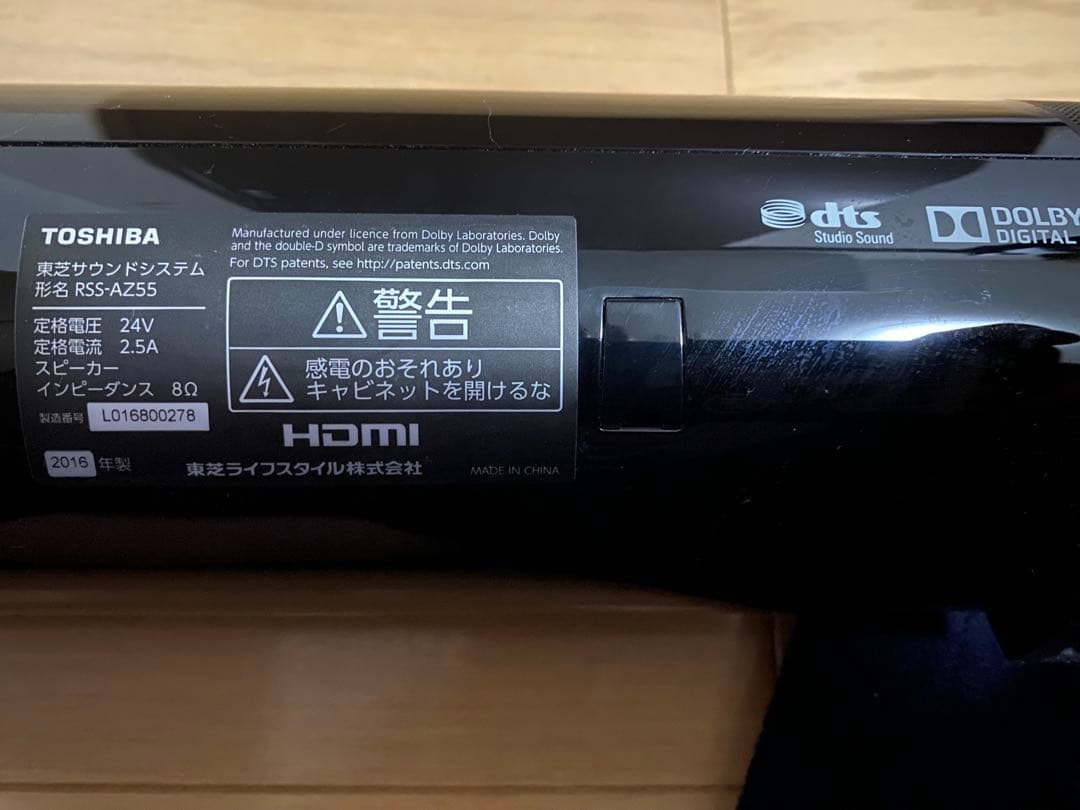 TOSHIBA
東芝サウンドシステム
形名 RSS-AZ55
定格電圧 24V
定格電流 2.5A
スピーカー
インピーダンス 8Ω
製造番号 L016800278
2016 年製
Manufactured under licence from Dolby Laboratories. Dolby
and the double-D symbol are trademarks of Dolby Laboratories.
For DTS patents, see http://patents.dts.com
警告
感電のおそれあり
キャビネットを開けるな
HDMI
東芝ライフスタイル株式会社
MADE IN CHINA
dts
Studio Sound
DOLBY
DIGITAL